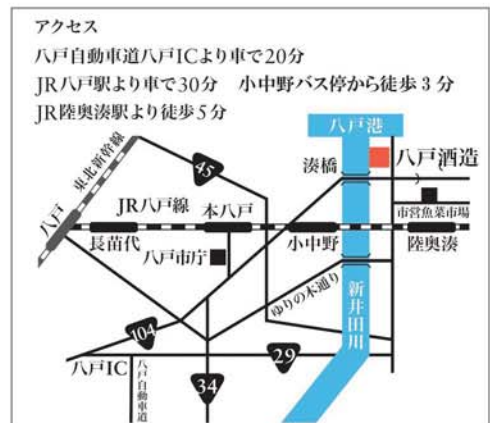 アクセス
八戸自動車道八戸ICより車で20分
JR八戸駅より車で30分　小中野バス停から徒歩3分
JR陸奥湊駅より徒歩5分
八戸港
東北新幹線
45
湊橋
八戸酒造
八戸
JR八戸線
本八戸
市営魚菜市場
長苗代
小中野
陸奥湊
八戸市庁
ゆりの木通り
新井田川
104
八戸IC
29
八戸自動車道
34